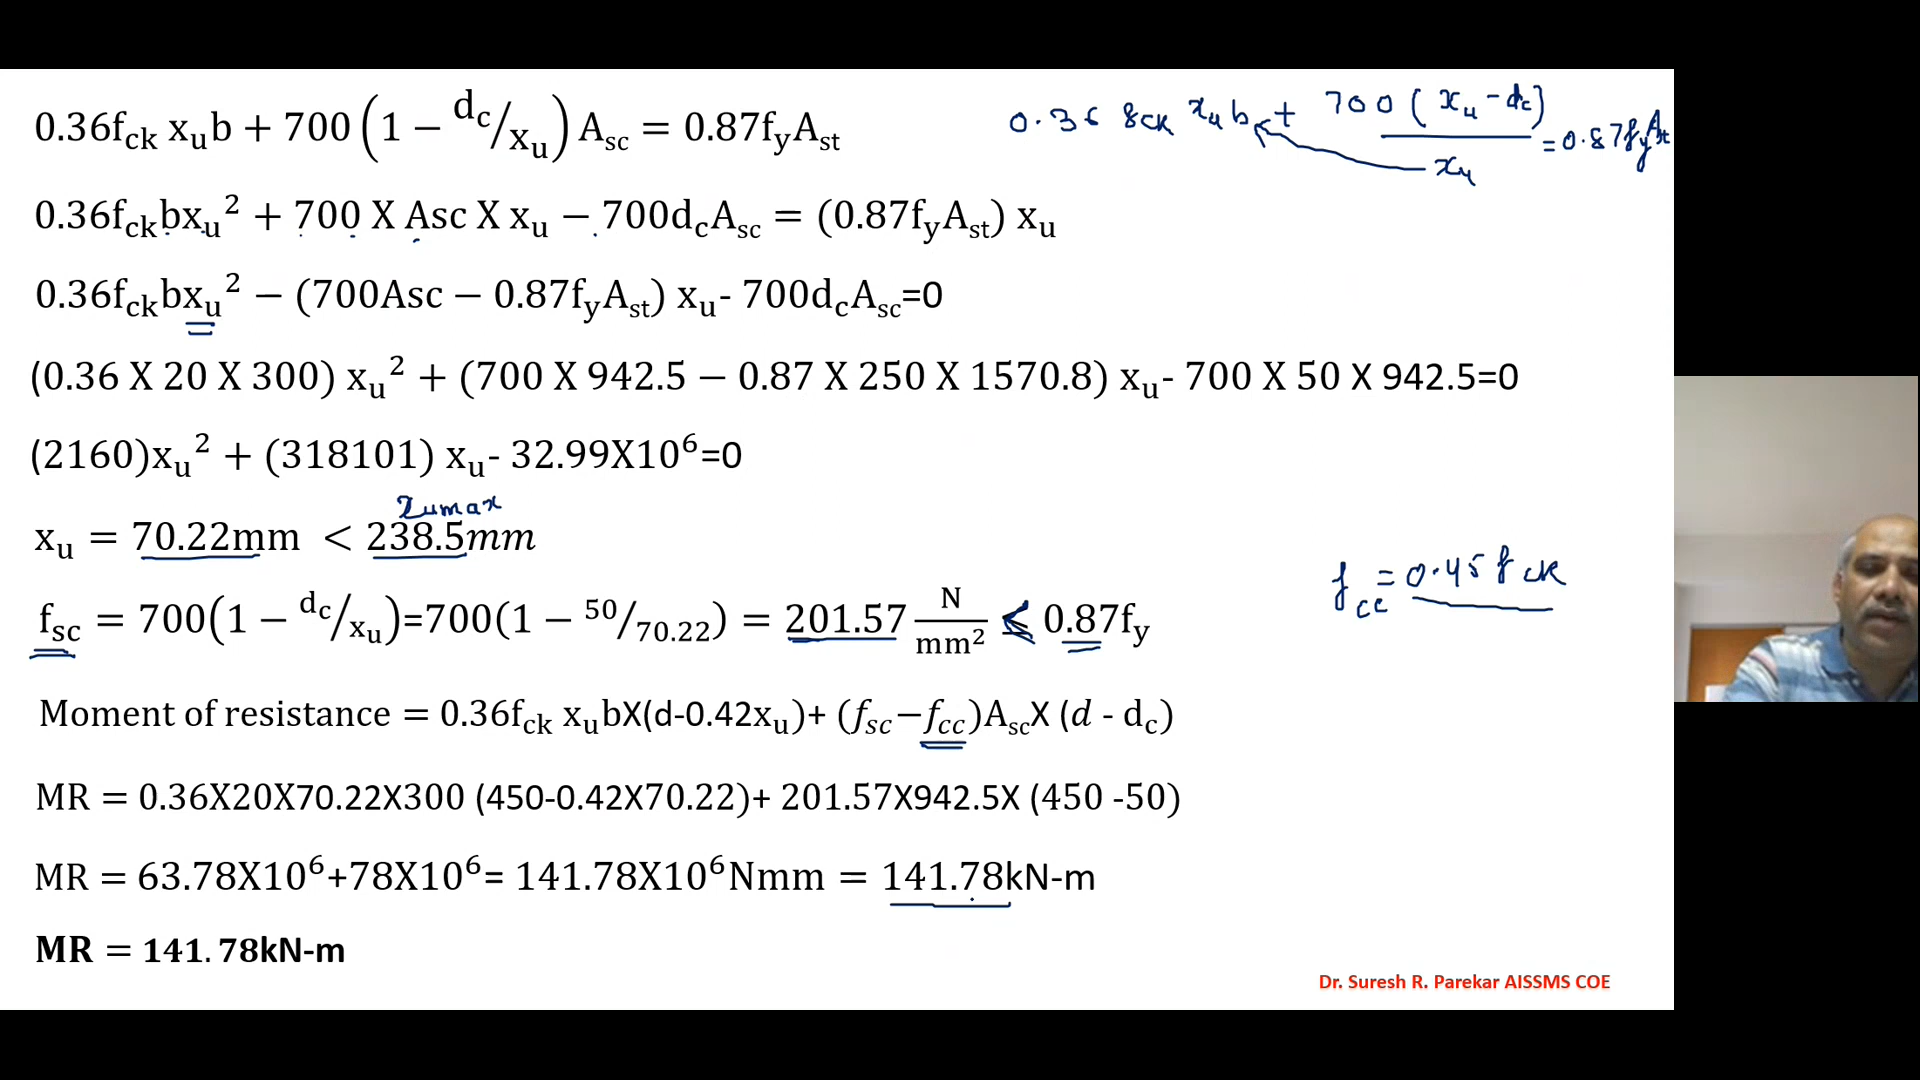 0.36f_ck x_u b + 700 (1 − d_c/x_u) A_sc = 0.87f_y A_st
0.36 fck xu b + 700 (xu - dc) / xu = 0.87fy Ast
0.36f_ck bx_u² + 700 X Asc X x_u − 700d_c A_sc = (0.87f_y A_st) x_u
0.36f_ck bx_u² − (700Asc − 0.87f_y A_st) x_u- 700d_c A_sc=0
(0.36 X 20 X 300) x_u² + (700 X 942.5 − 0.87 X 250 X 1570.8) x_u- 700 X 50 X 942.5=0
(2160)x_u² + (318101) x_u- 32.99X10⁶=0
xumax
x_u = 70.22mm < 238.5mm
fcc = 0.45fck
f_sc = 700(1 − d_c/x_u)=700(1 − 50/70.22) = 201.57 N/mm² ≤ 0.87f_y
Moment of resistance = 0.36f_ck x_u bX(d-0.42x_u)+ (f_sc−f_cc)A_sc X (d - d_c)
MR = 0.36X20X70.22X300 (450-0.42X70.22)+ 201.57X942.5X (450 -50)
MR = 63.78X10⁶+78X10⁶= 141.78X10⁶Nmm = 141.78kN-m
MR = 141.78kN-m
Dr. Suresh R. Parekar AISSMS COE